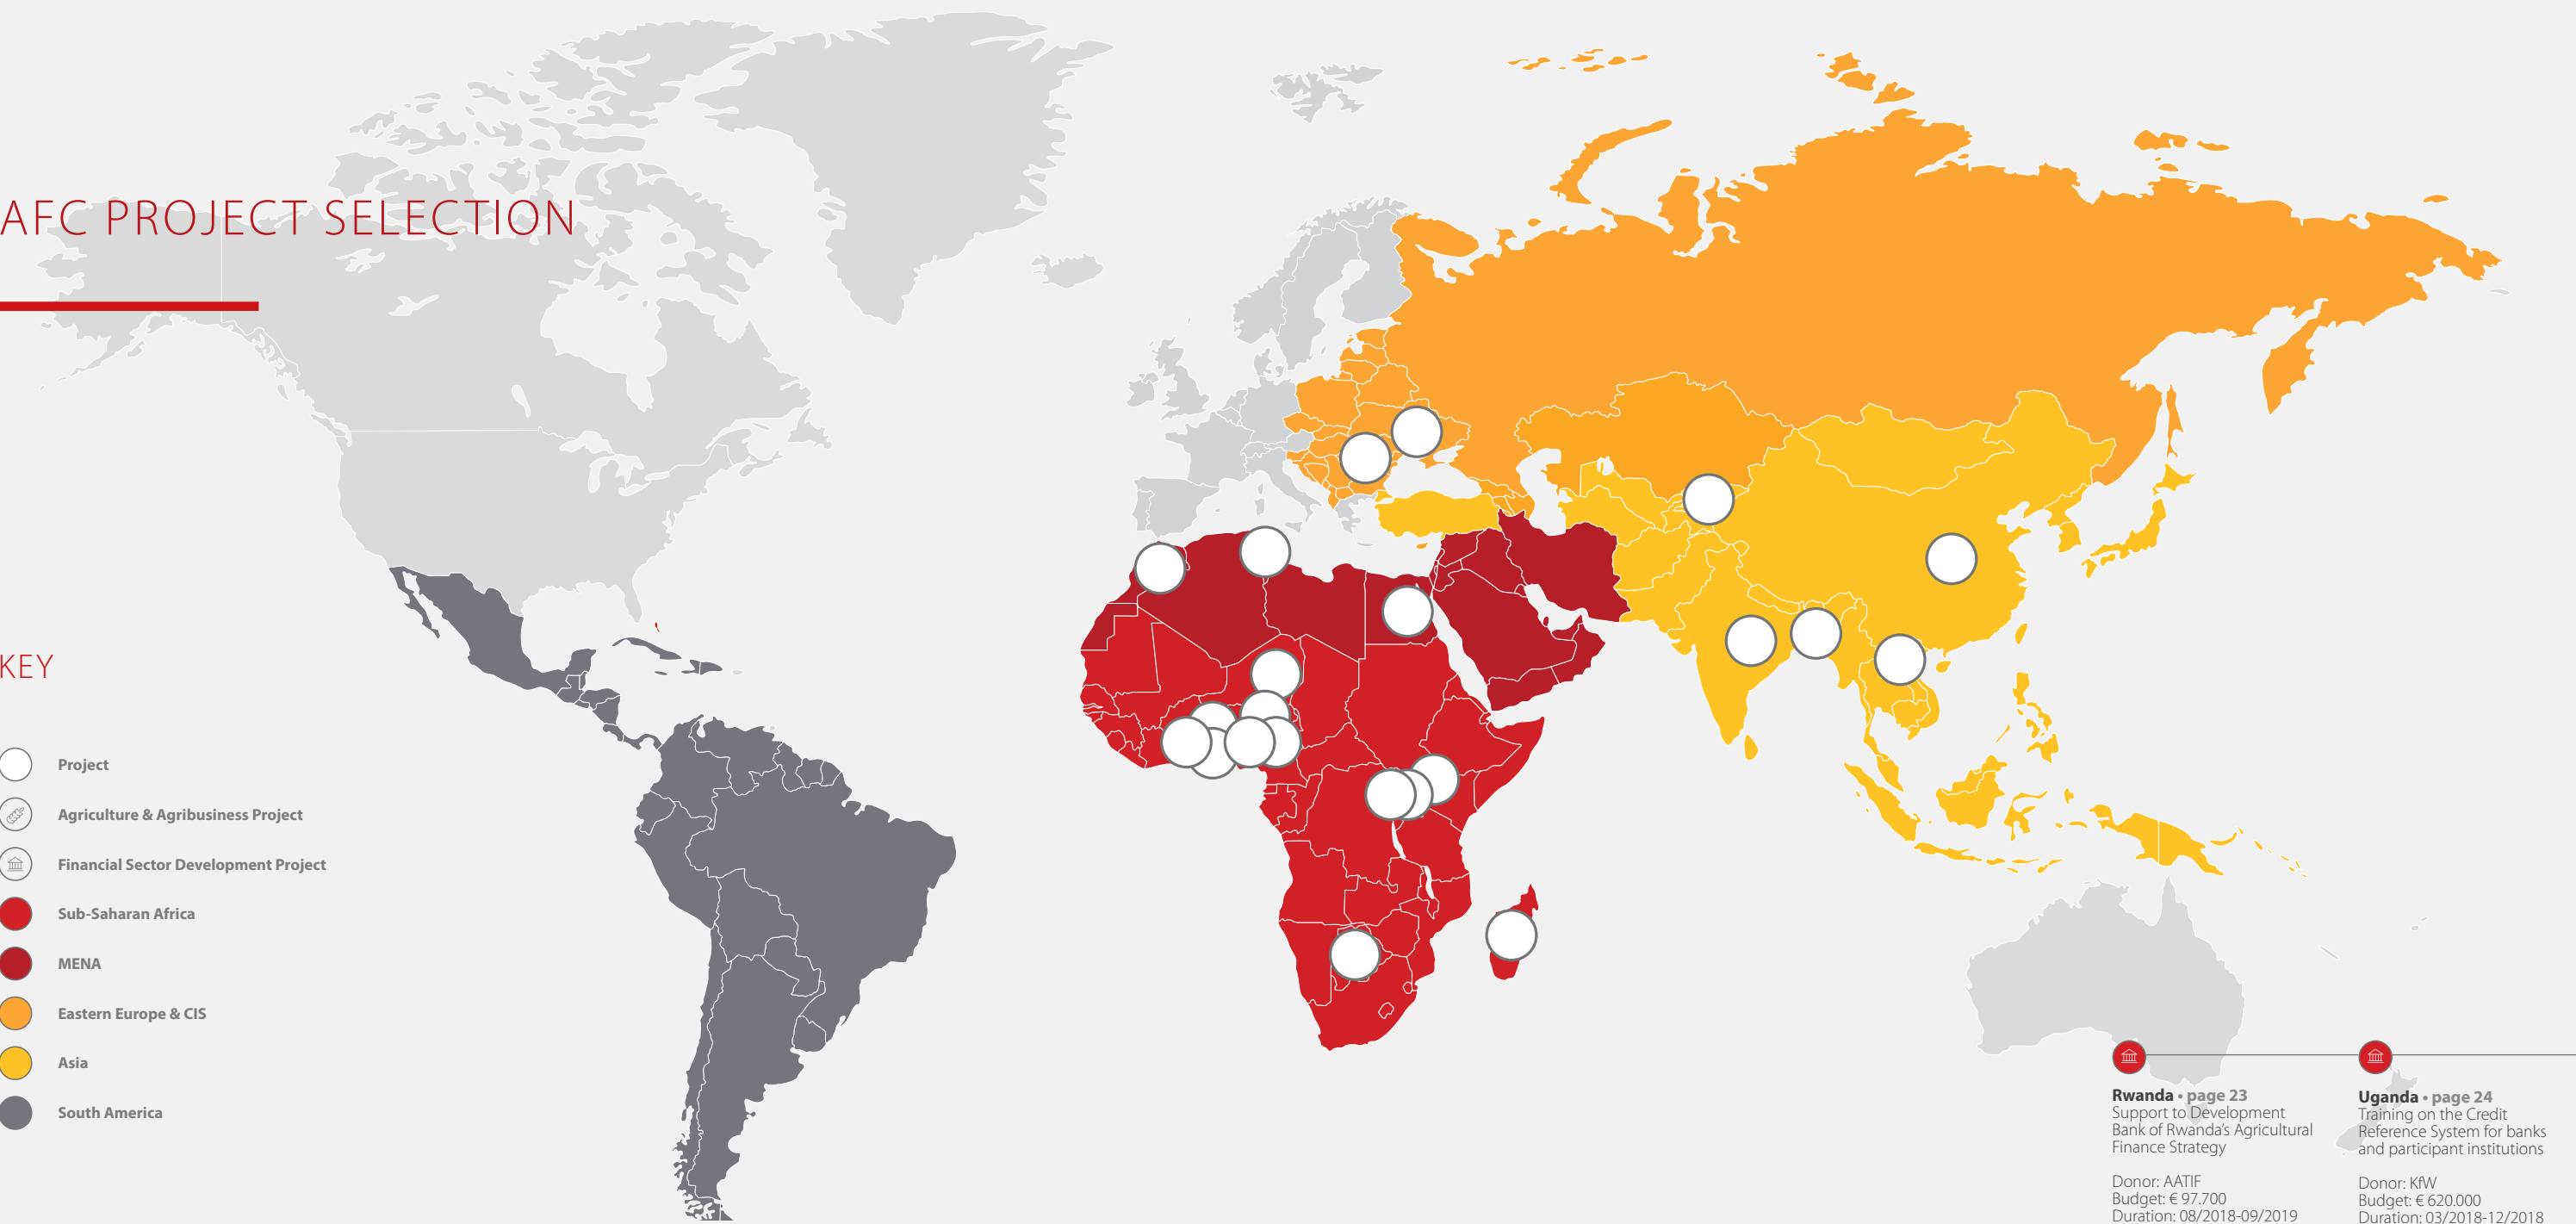 AFC PROJECT SELECTION
KEY
Project
Agriculture & Agribusiness Project
Financial Sector Development Project
Sub-Saharan Africa
MENA
Eastern Europe & CIS
Asia
South America
Rwanda • page 23
Support to Development
Bank of Rwanda's Agricultural
Finance Strategy
Donor: AATIF
Budget: € 97.700
Duration: 08/2018-09/2019
Uganda • page 24
Training on the Credit
Reference System for banks
and participant institutions
Donor: KfW
Budget: € 620.000
Duration: 03/2018-12/2018